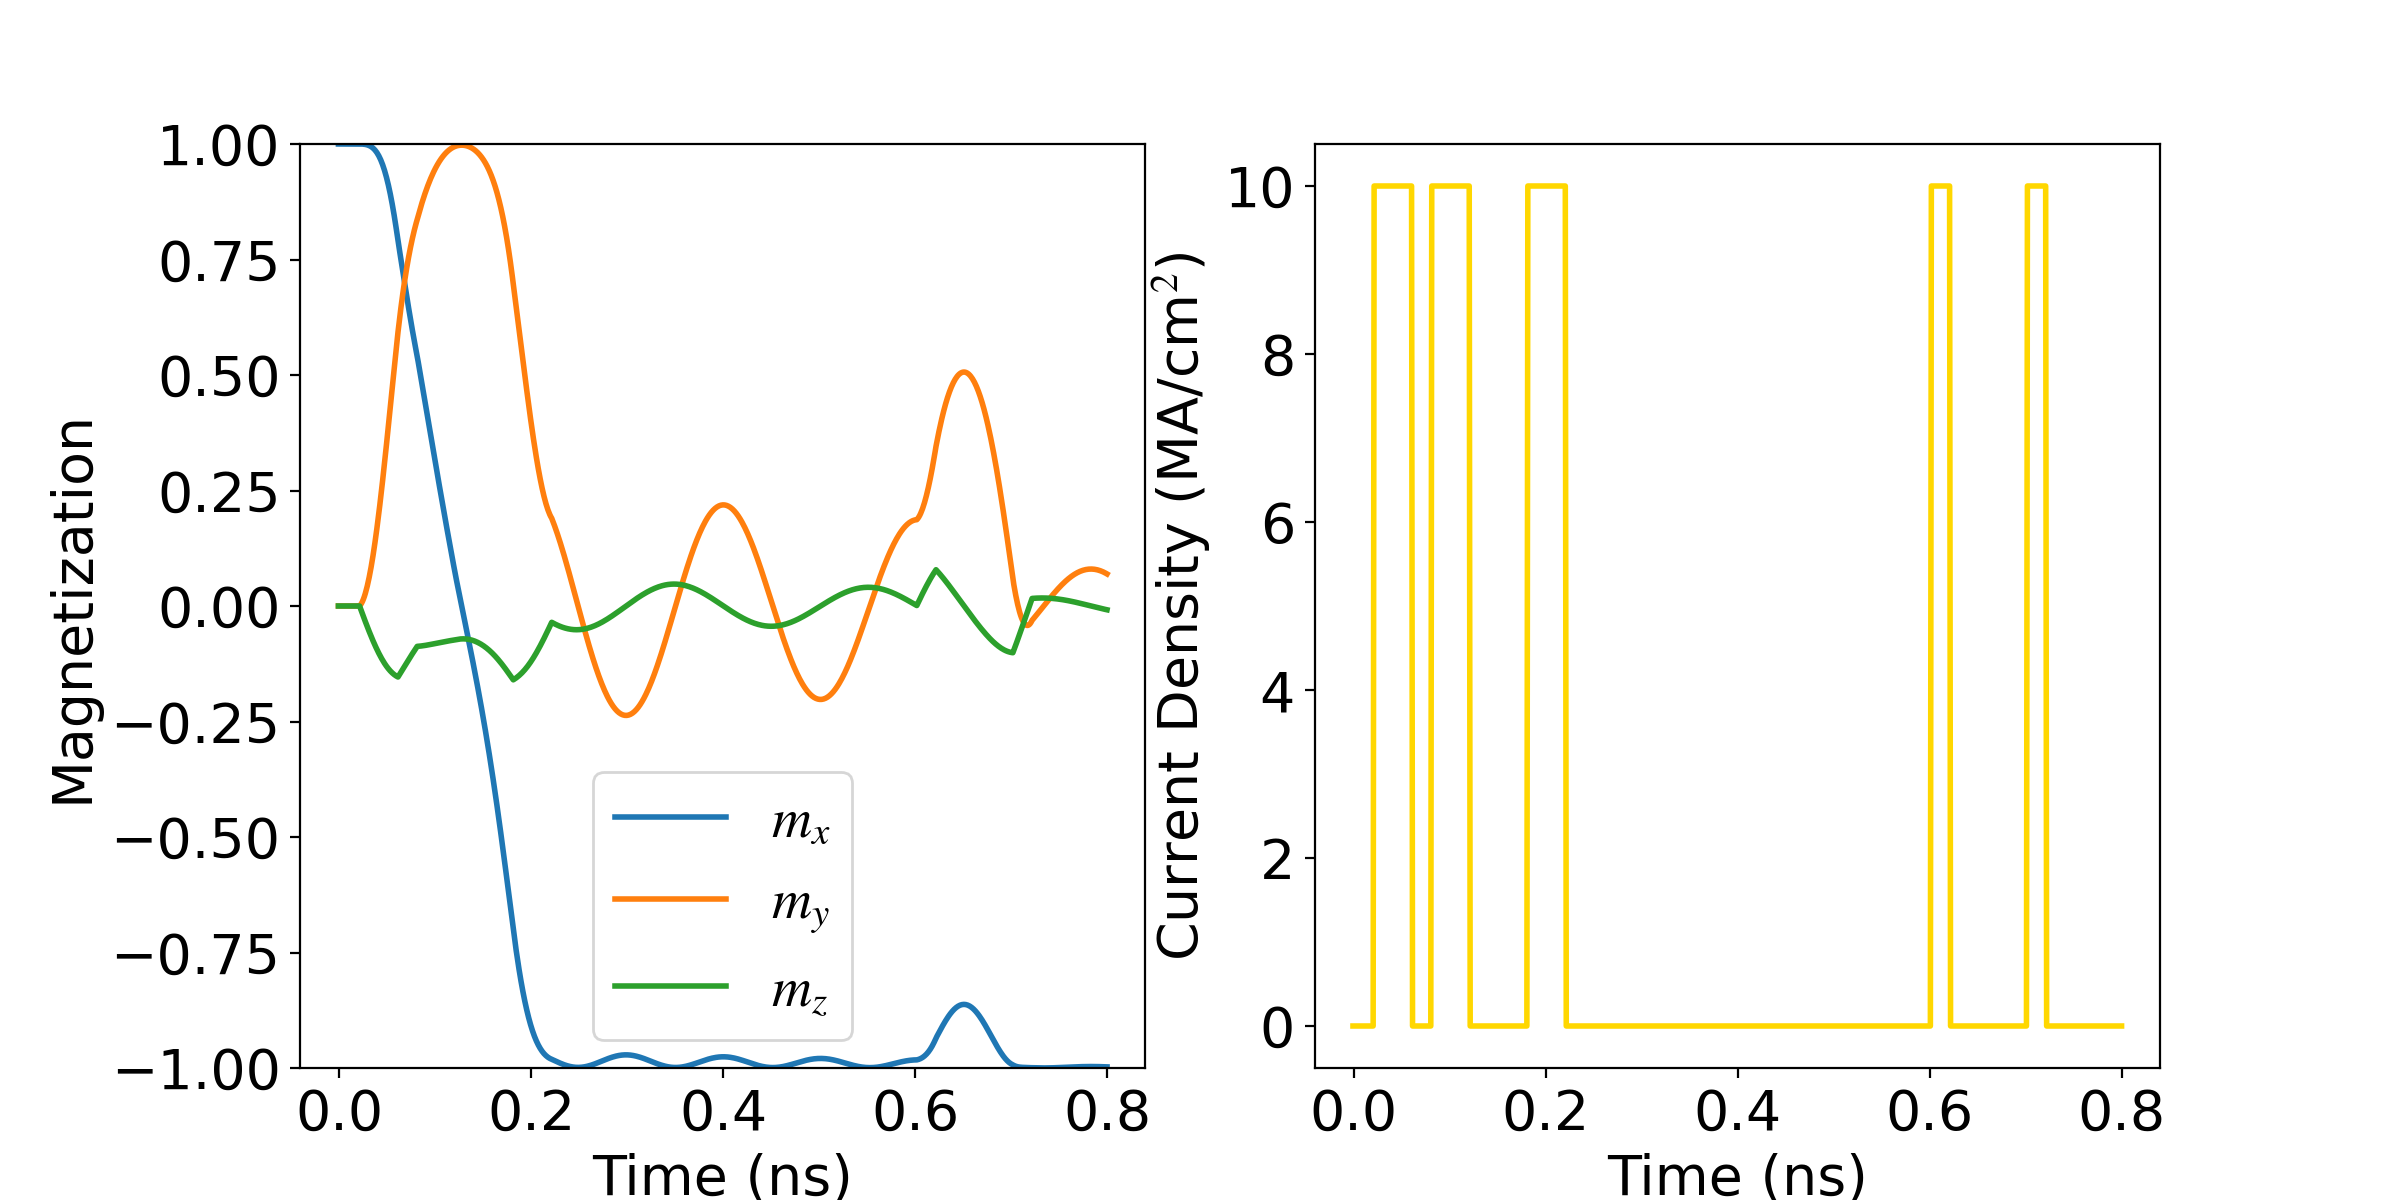 Magnetization
1.00
0.75
0.50
0.25
0.00
−0.25
−0.50
−0.75
−1.00
0.0 0.2 0.4 0.6 0.8
Time (ns)
m_x
m_y
m_z
Current Density (MA/cm²)
10
8
6
4
2
0
0.0 0.2 0.4 0.6 0.8
Time (ns)